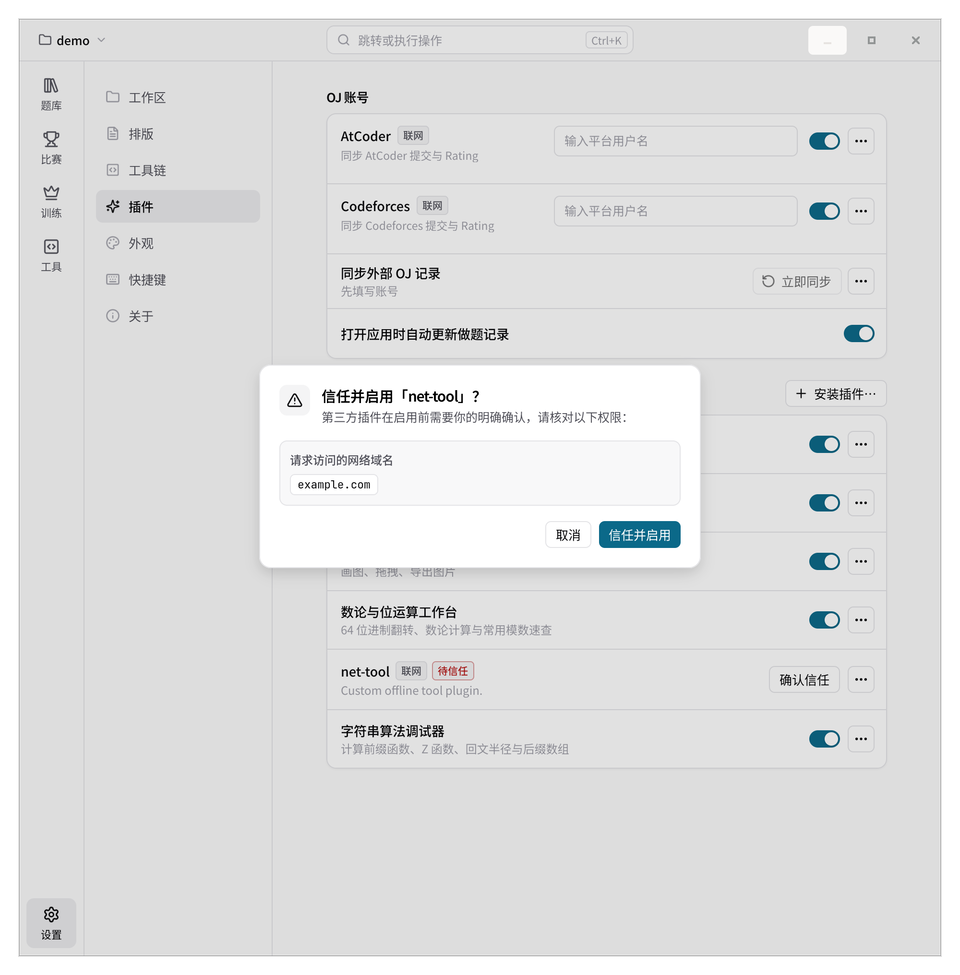 demo
跳转或执行操作
Ctrl+K
题库
比赛
训练
工具
设置
工作区
排版
工具链
插件
外观
快捷键
关于
OJ 账号
AtCoder 联网
同步 AtCoder 提交与 Rating
输入平台用户名
Codeforces 联网
同步 Codeforces 提交与 Rating
输入平台用户名
同步外部 OJ 记录
先填写账号
立即同步
打开应用时自动更新做题记录
安装插件…
信任并启用「net-tool」?
第三方插件在启用前需要你的明确确认，请核对以下权限：
请求访问的网络域名
example.com
取消
信任并启用
画图、拖拽、导出图片
数论与位运算工作台
64 位进制翻转、数论计算与常用模数速查
net-tool 联网 待信任
Custom offline tool plugin.
确认信任
字符串算法调试器
计算前缀函数、Z 函数、回文半径与后缀数组